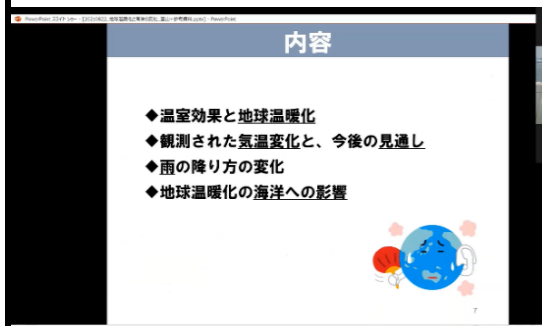 内容
◆温室効果と地球温暖化
◆観測された気温変化と、今後の見通し
◆雨の降り方の変化
◆地球温暖化の海洋への影響
7